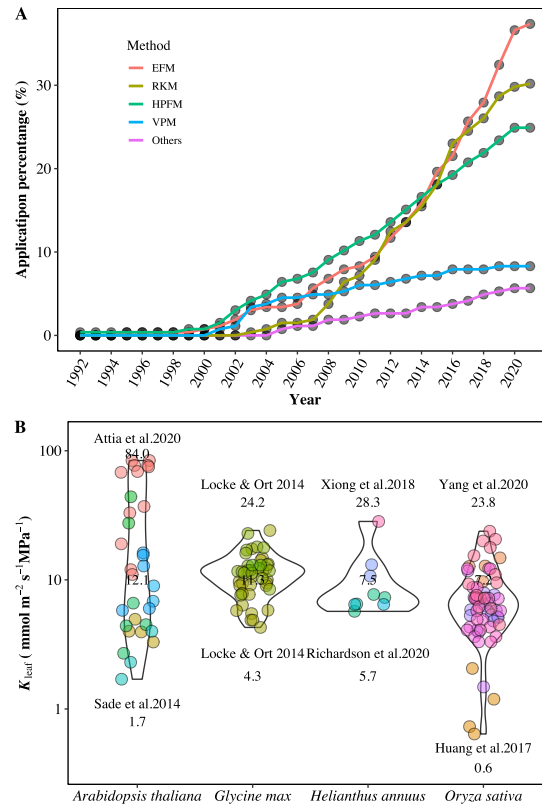 A
Applicatipon percentange (%)
30
20
10
0
Method
EFM
RKM
HPFM
VPM
Others
1992
1994
1996
1998
2000
2002
2004
2006
2008
2010
2012
2014
2016
2018
2020
Year
B
K leaf ( mmol m⁻² s⁻¹MPa⁻¹)
100
10
1
Attia et al.2020
84.0
12.1
Sade et al.2014
1.7
Locke & Ort 2014
24.2
11.3
Locke & Ort 2014
4.3
Xiong et al.2018
28.3
7.5
Richardson et al.2020
5.7
Yang et al.2020
23.8
Huang et al.2017
0.6
Arabidopsis thaliana
Glycine max
Helianthus annuus
Oryza sativa